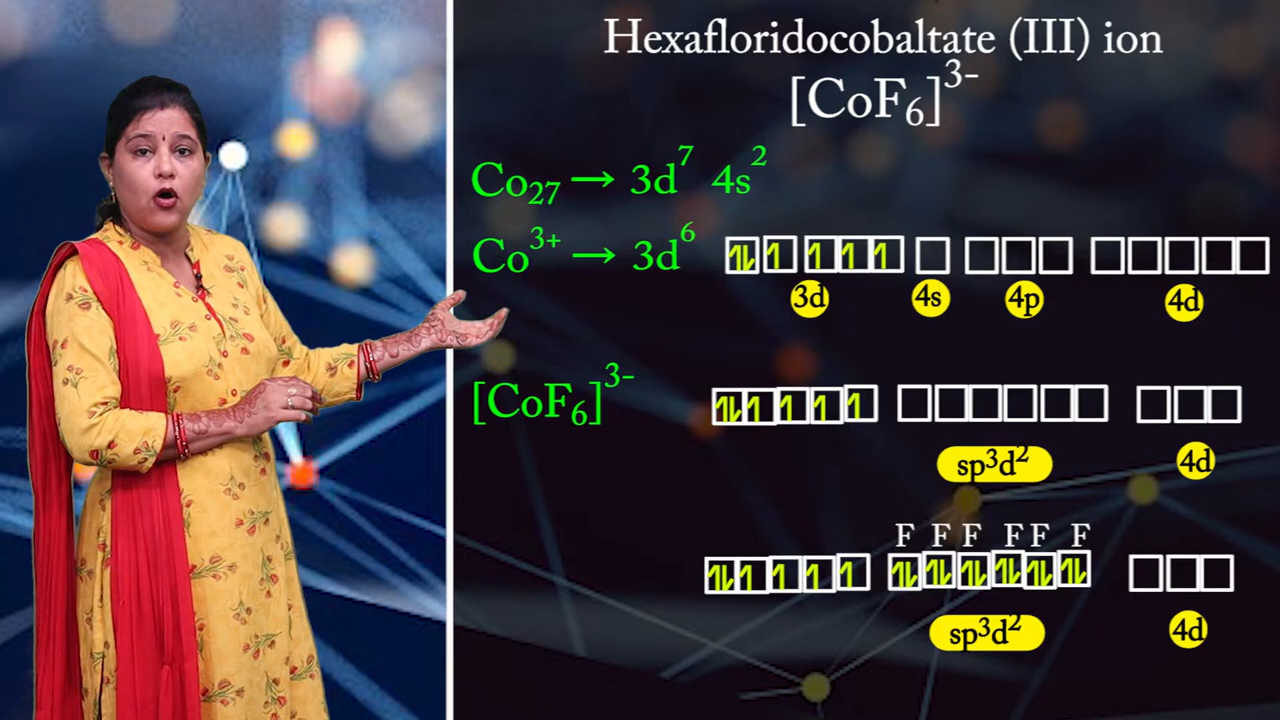 Hexafloridocobaltate (III) ion
[CoF₆]³⁻
Co₂₇ → 3d⁷ 4s²
Co³⁺ → 3d⁶ ⥮ ↿ ↿ ↿ ↿
3d 4s 4p 4d
[CoF₆]³⁻ ⥮ ↿ ↿ ↿ ↿
sp³d² 4d
F F F F F F
⥮ ↿ ↿ ↿ ↿ ⥮ ⥮ ⥮ ⥮ ⥮ ⥮
sp³d² 4d